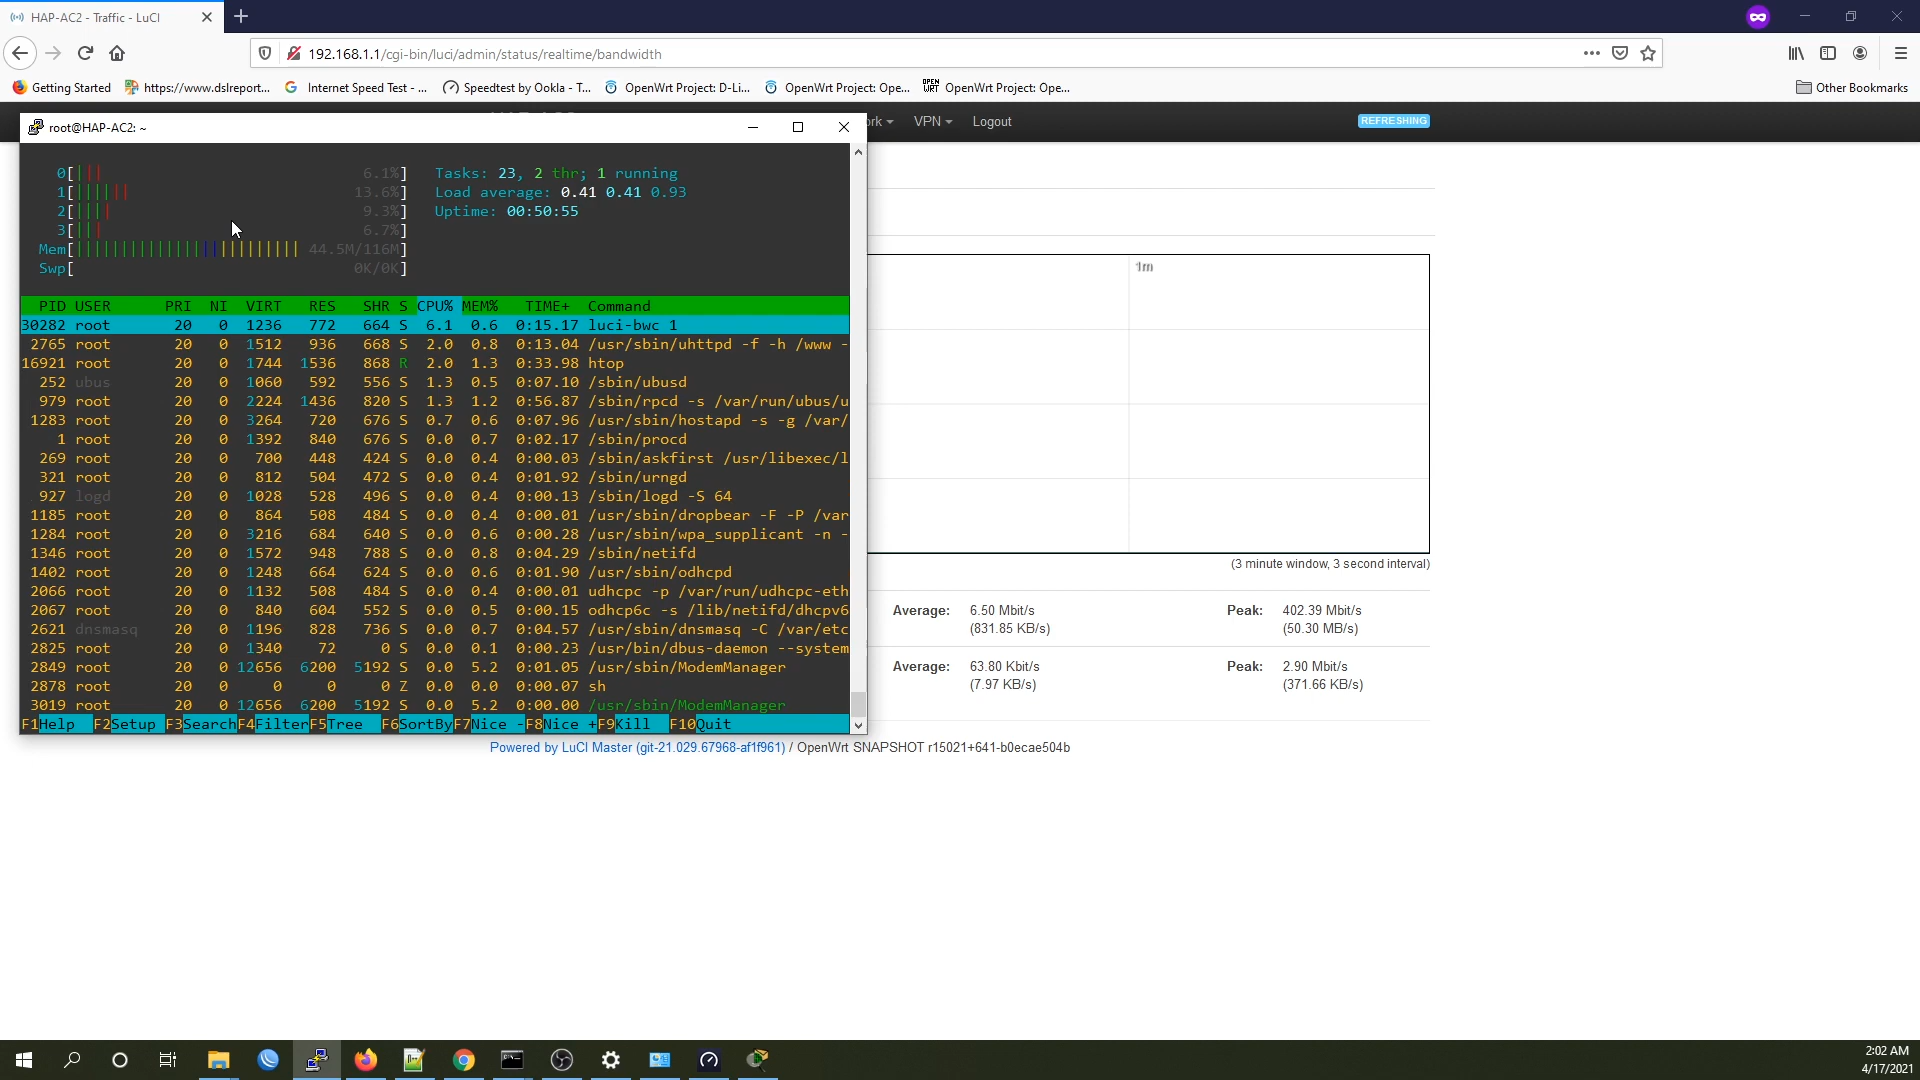 HAP-AC2 - Traffic - LuCI
192.168.1.1/cgi-bin/luci/admin/status/realtime/bandwidth
Getting Started https://www.dslreport... Internet Speed Test - ... Speedtest by Ookla - T... OpenWrt Project: D-Li... OpenWrt Project: Ope... OpenWrt Project: Ope... Other Bookmarks
root@HAP-AC2: ~
rk VPN Logout REFRESHING
0[||| 6.1%] Tasks: 23, 2 thr; 1 running
1[|||||| 13.6%] Load average: 0.41 0.41 0.93
2[|||| 9.3%] Uptime: 00:50:55
3[||| 6.7%]
Mem[||||||||||||||||||||||||| 44.5M/116M]
Swp[ 0K/0K]
PID USER PRI NI VIRT RES SHR S CPU% MEM% TIME+ Command
30282 root 20 0 1236 772 664 S 6.1 0.6 0:15.17 luci-bwc 1
2765 root 20 0 1512 936 668 S 2.0 0.8 0:13.04 /usr/sbin/uhttpd -f -h /www -
16921 root 20 0 1744 1536 868 R 2.0 1.3 0:33.98 htop
252 ubus 20 0 1060 592 556 S 1.3 0.5 0:07.10 /sbin/ubusd
979 root 20 0 2224 1436 820 S 1.3 1.2 0:56.87 /sbin/rpcd -s /var/run/ubus/u
1283 root 20 0 3264 720 676 S 0.7 0.6 0:07.96 /usr/sbin/hostapd -s -g /var/
1 root 20 0 1392 840 676 S 0.0 0.7 0:02.17 /sbin/procd
269 root 20 0 700 448 424 S 0.0 0.4 0:00.03 /sbin/askfirst /usr/libexec/l
321 root 20 0 812 504 472 S 0.0 0.4 0:01.92 /sbin/urngd
927 logd 20 0 1028 528 496 S 0.0 0.4 0:00.13 /sbin/logd -S 64
1185 root 20 0 864 508 484 S 0.0 0.4 0:00.01 /usr/sbin/dropbear -F -P /var
1284 root 20 0 3216 684 640 S 0.0 0.6 0:00.28 /usr/sbin/wpa_supplicant -n -
1346 root 20 0 1572 948 788 S 0.0 0.8 0:04.29 /sbin/netifd
1402 root 20 0 1248 664 624 S 0.0 0.6 0:01.90 /usr/sbin/odhcpd
2066 root 20 0 1132 508 484 S 0.0 0.4 0:00.01 udhcpc -p /var/run/udhcpc-eth
2067 root 20 0 840 604 552 S 0.0 0.5 0:00.15 odhcp6c -s /lib/netifd/dhcpv6
2621 dnsmasq 20 0 1196 828 736 S 0.0 0.7 0:04.57 /usr/sbin/dnsmasq -C /var/etc
2825 root 20 0 1340 72 0 S 0.0 0.1 0:00.23 /usr/bin/dbus-daemon --system
2849 root 20 0 12656 6200 5192 S 0.0 5.2 0:01.05 /usr/sbin/ModemManager
2878 root 20 0 0 0 0 Z 0.0 0.0 0:00.07 sh
3019 root 20 0 12656 6200 5192 S 0.0 5.2 0:00.00 /usr/sbin/ModemManager
F1Help F2Setup F3SearchF4FilterF5Tree F6SortByF7Nice -F8Nice +F9Kill F10Quit
1m
(3 minute window, 3 second interval)
Average: 6.50 Mbit/s Peak: 402.39 Mbit/s
(831.85 KB/s) (50.30 MB/s)
Average: 63.80 Kbit/s Peak: 2.90 Mbit/s
(7.97 KB/s) (371.66 KB/s)
Powered by LuCI Master (git-21.029.67968-af1f961) / OpenWrt SNAPSHOT r15021+641-b0ecae504b
2:02 AM
4/17/2021